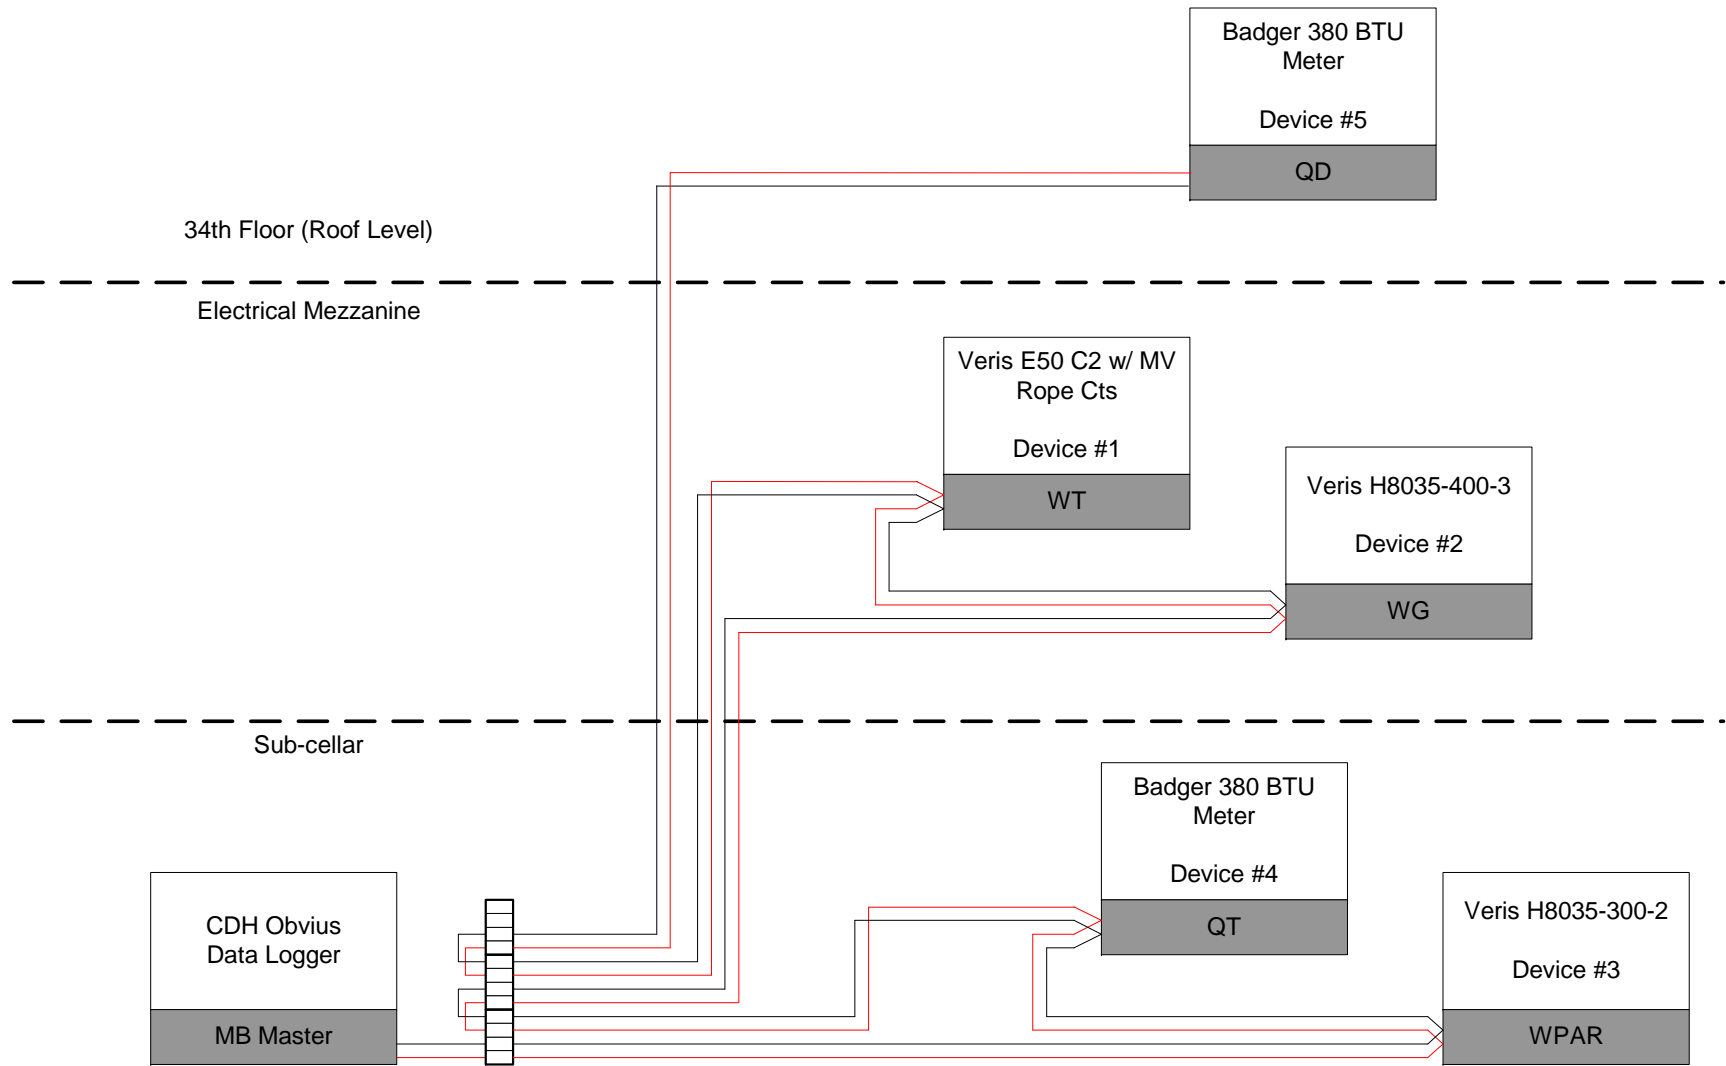 Badger 380 BTU
Meter
Device #5
QD
34th Floor (Roof Level)
Electrical Mezzanine
Veris E50 C2 w/ MV
Rope Cts
Device #1
WT
Veris H8035-400-3
Device #2
WG
Sub-cellar
Badger 380 BTU
Meter
Device #4
QT
CDH Obvius
Data Logger
MB Master
Veris H8035-300-2
Device #3
WPAR